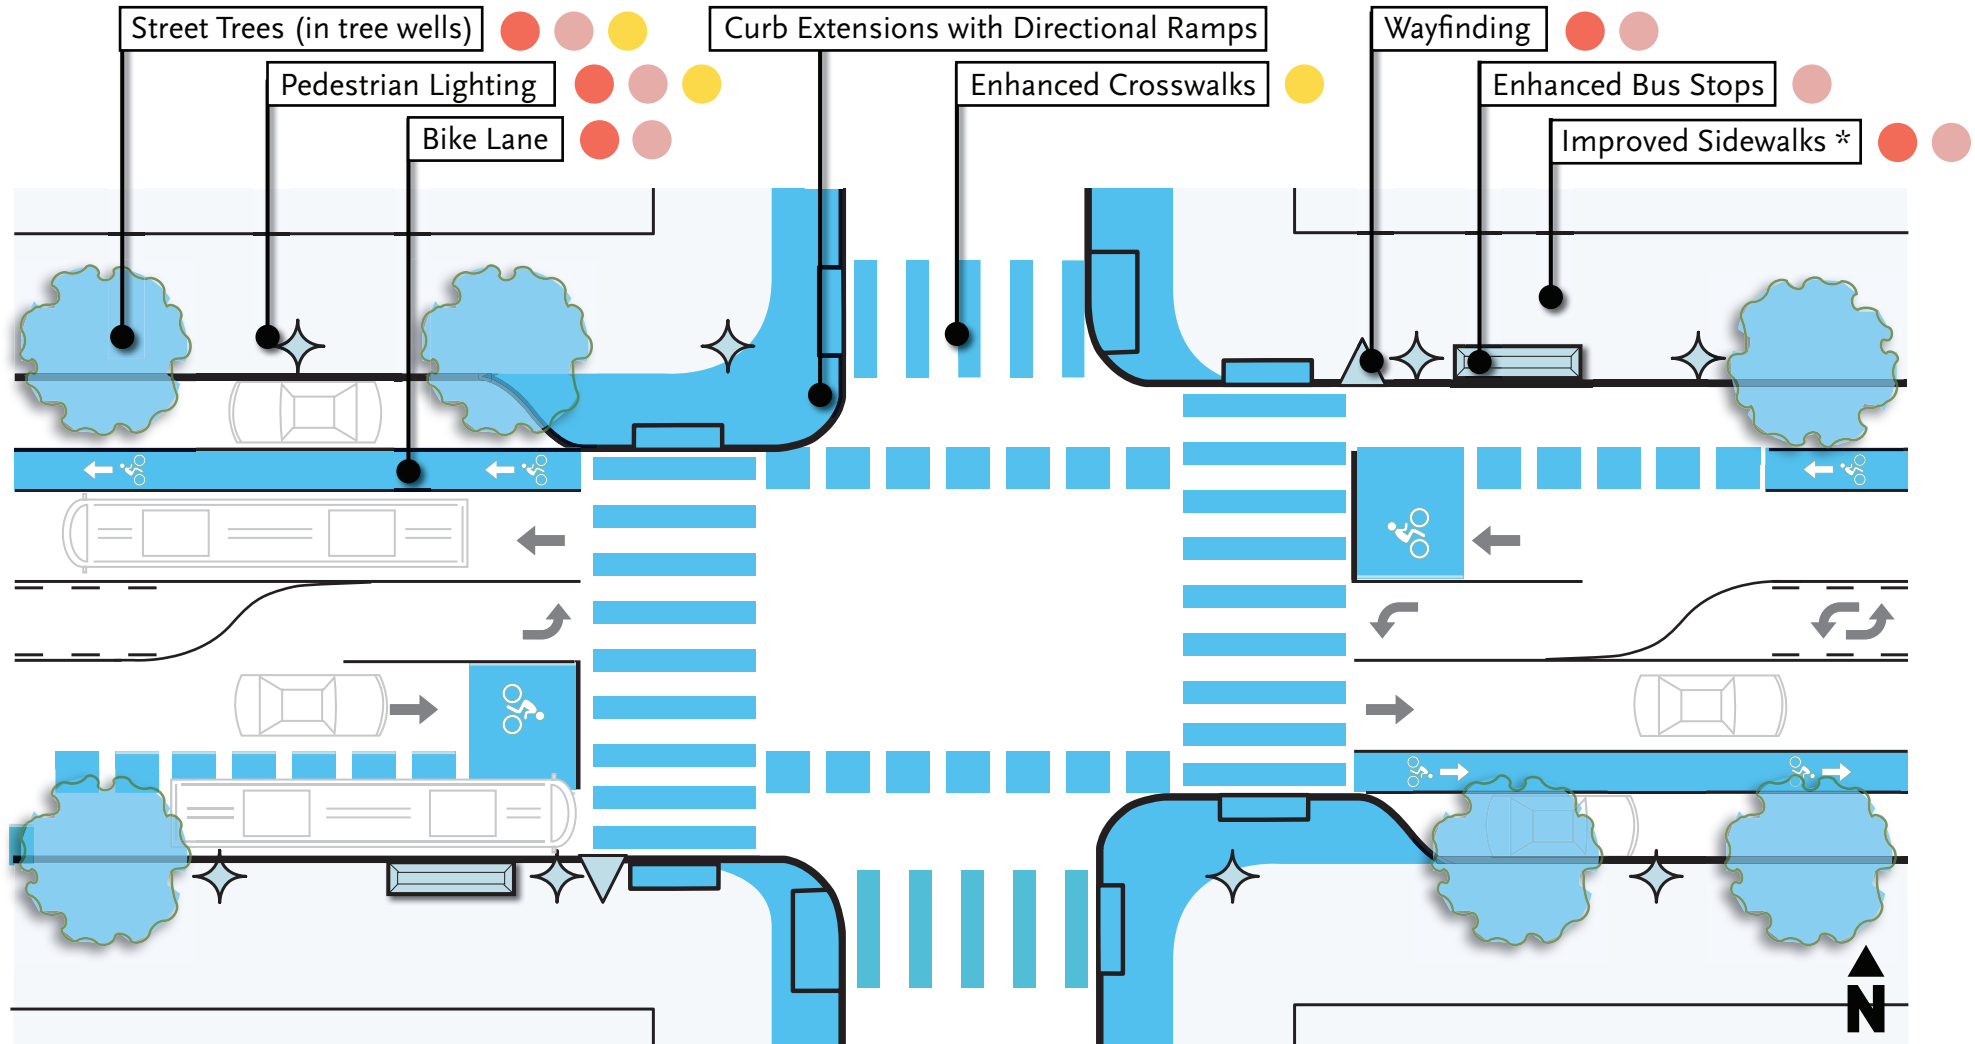 Street Trees (in tree wells)
Curb Extensions with Directional Ramps
Wayfinding
Pedestrian Lighting
Enhanced Crosswalks
Enhanced Bus Stops
Bike Lane
Improved Sidewalks *
N